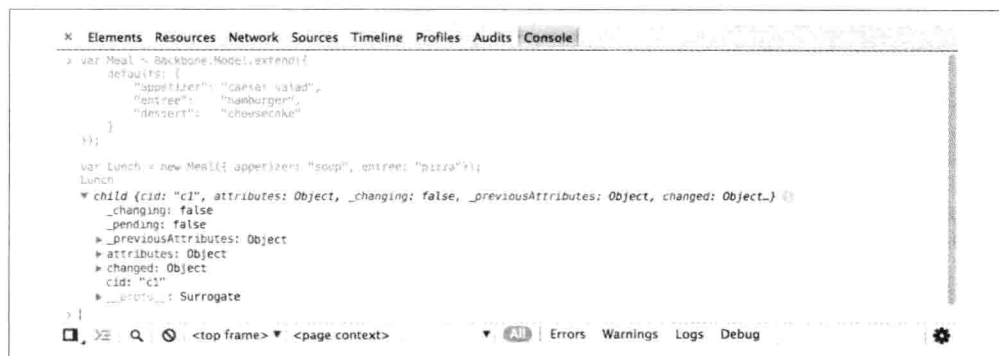 × Elements Resources Network Sources Timeline Profiles Audits Console
> var Meal = Backbone.Model.extend({
defaults: {
"appetizer": "caesar salad",
"entree": "hamburger",
"dessert": "cheesecake"
}
});
var Lunch = new Meal({ appetizer: "soup", entree: "pizza"});
Lunch
▼ child {cid: "c1", attributes: Object, _changing: false, _previousAttributes: Object, changed: Object…}
_changing: false
_pending: false
▶ _previousAttributes: Object
▶ attributes: Object
▶ changed: Object
cid: "c1"
▶ __proto__: Surrogate
>
<top frame> ▼ <page context> ▼ All Errors Warnings Logs Debug